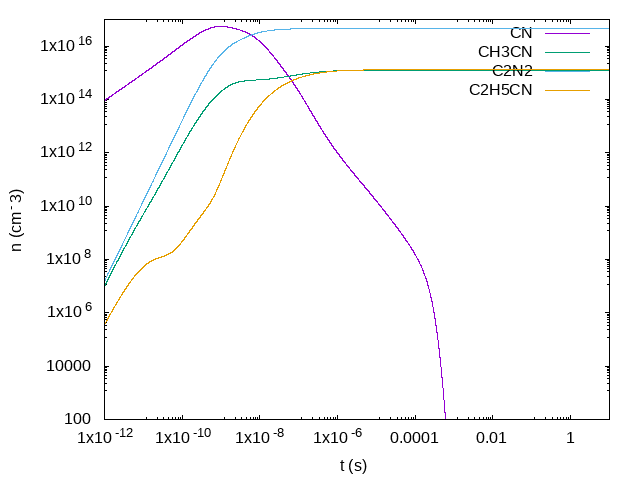 1x10^16
1x10^14
1x10^12
1x10^10
1x10^8
1x10^6
10000
100
n (cm^-3)
CN
CH3CN
C2N2
C2H5CN
1x10^-12
1x10^-10
1x10^-8
1x10^-6
0.0001
0.01
1
t (s)